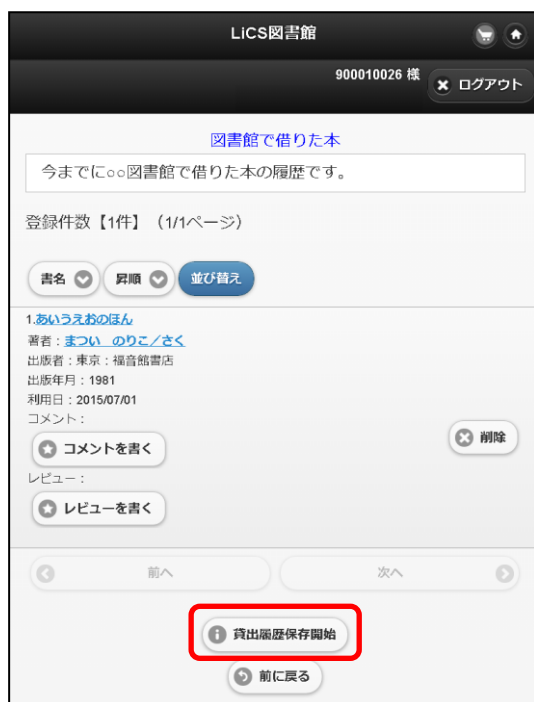 LiCS図書館
900010026 様
ログアウト
図書館で借りた本
今までに○○図書館で借りた本の履歴です。
登録件数【1件】（1/1ページ）
書名 昇順 並び替え
1.あいうえおのほん
著者：まつい　のりこ／さく
出版者：東京：福音館書店
出版年月：1981
利用日：2015/07/01
コメント：
コメントを書く
削除
レビュー：
レビューを書く
前へ 次へ
貸出履歴保存開始
前に戻る